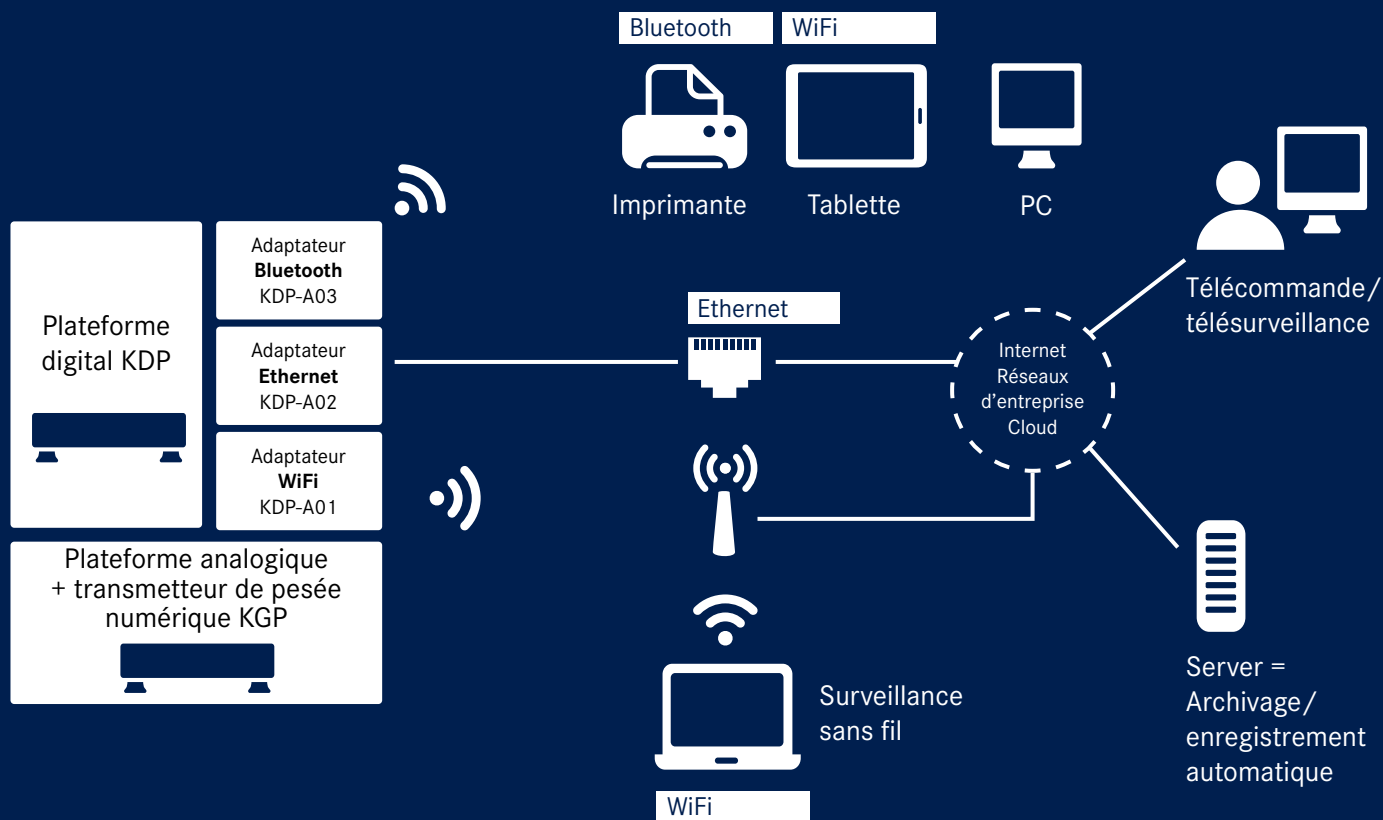 Bluetooth
WiFi
Imprimante
Tablette
PC
Adaptateur
Bluetooth
KDP-A03
Plateforme
digital KDP
Adaptateur
Ethernet
KDP-A02
Adaptateur
WiFi
KDP-A01
Plateforme analogique
+ transmetteur de pesée
numérique KGP
Ethernet
Internet
Réseaux
d’entreprise
Cloud
Télécommande/
télésurveillance
Surveillance
sans fil
WiFi
Server =
Archivage/
enregistrement
automatique